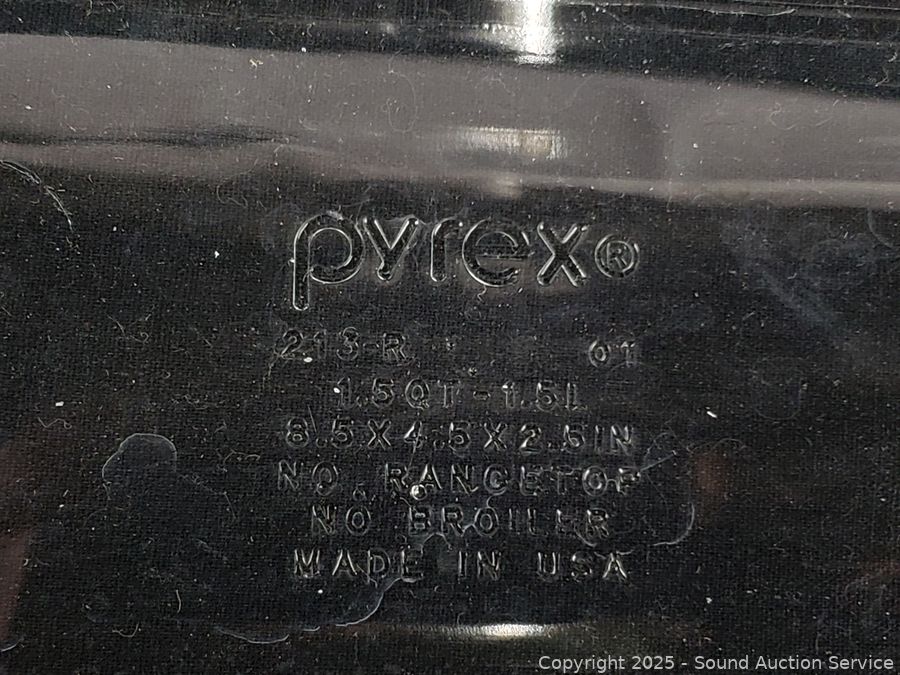 pyrex®
213-R 01
1.5QT-1.5L
8.5X4.5X2.5IN
NO RANGETOP
NO BROILER
MADE IN USA
Copyright 2025 - Sound Auction Service